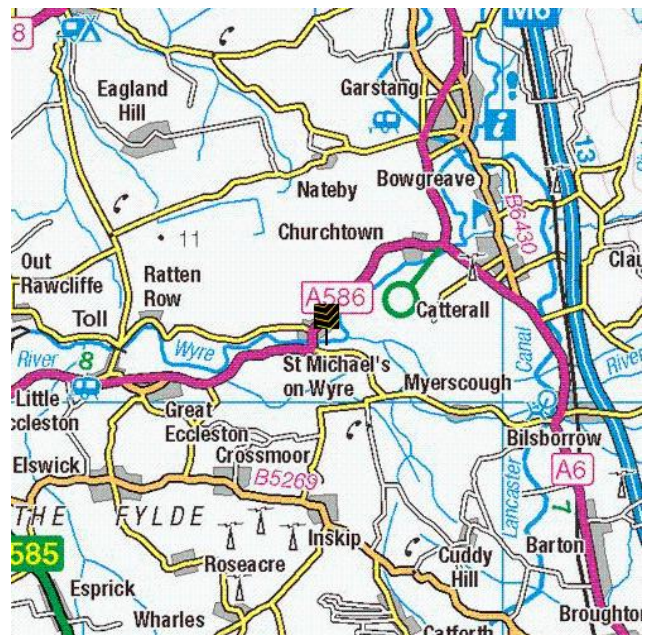 M6
8
Garstang
Eagland
Hill
i
13
Nateby
Bowgreave
B6430
Churchtown
11
Out
Rawcliffe
Ratten
Row
A586
Catterall
Toll
Wyre
River
8
St Michael's
on Wyre
Myerscough
Canal
River
Little
ccleston
Great
Eccleston
Bilsborrow
Crossmoor
Elswick
B5269
A6
Lancaster
THE FYLDE
7
Inskip
585
Roseacre
Cuddy
Hill
Barton
Esprick
Wharles
Catforth
Broughto